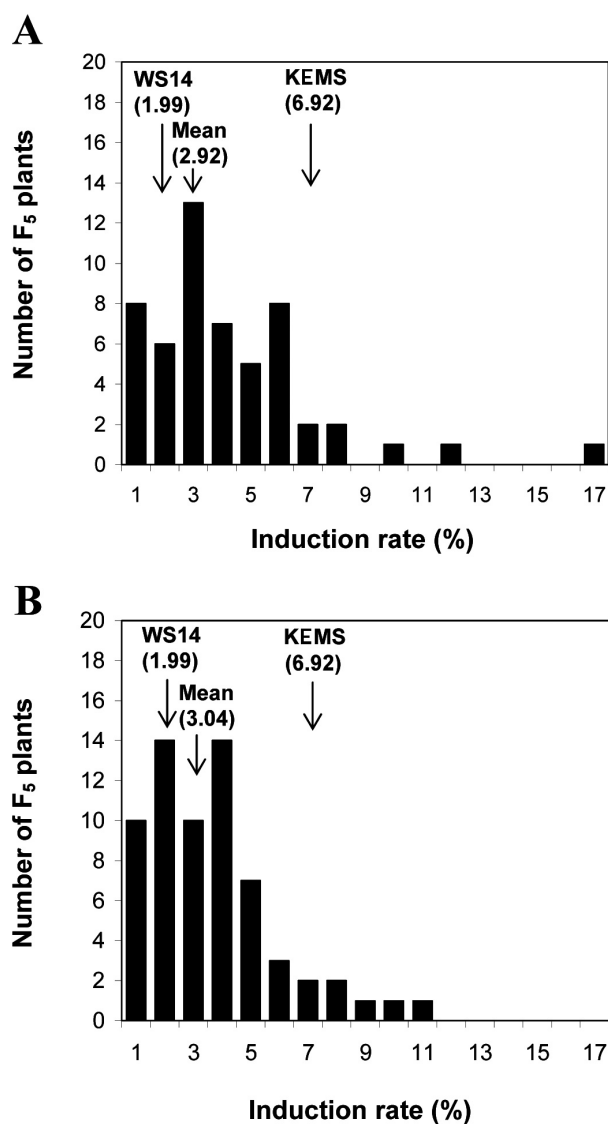 A
Number of F5 plants
20
18
16
14
12
10
8
6
4
2
0
WS14
(1.99)
Mean
(2.92)
KEMS
(6.92)
1 3 5 7 9 11 13 15 17
Induction rate (%)
B
Number of F5 plants
20
18
16
14
12
10
8
6
4
2
0
WS14
(1.99)
Mean
(3.04)
KEMS
(6.92)
1 3 5 7 9 11 13 15 17
Induction rate (%)